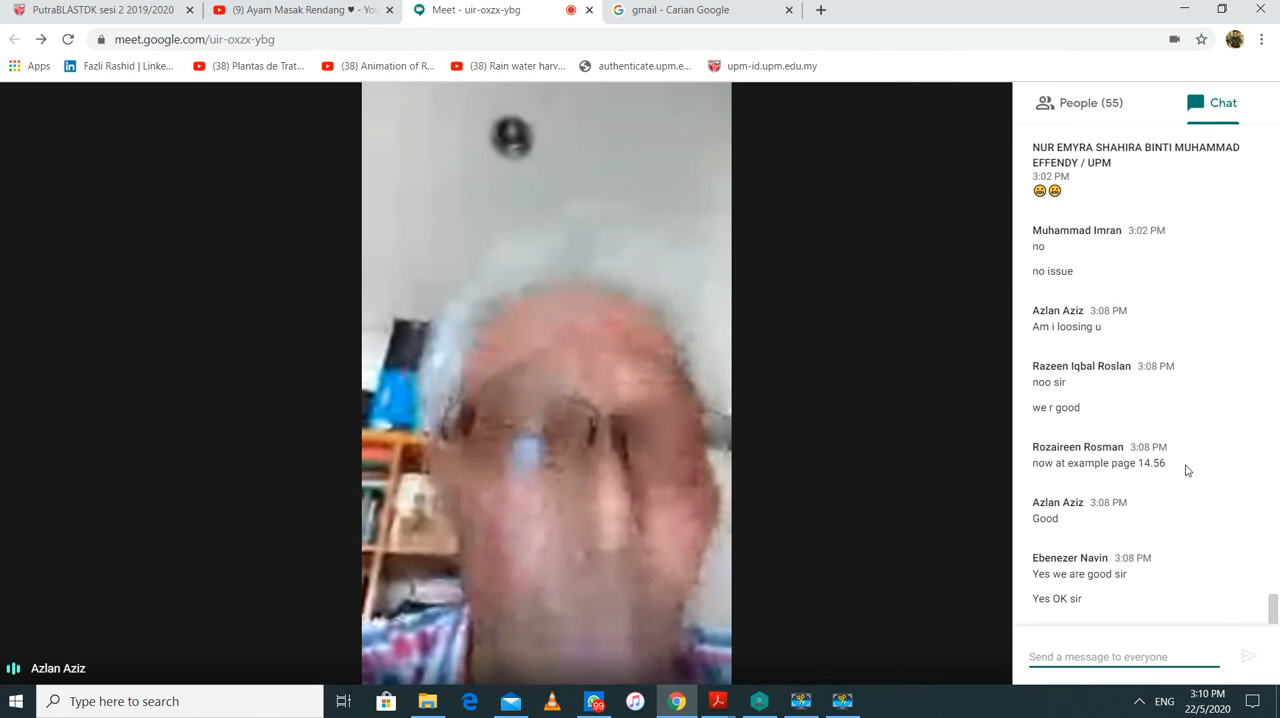 PutraBLASTDK sesi 2 2019/2020
(9) Ayam Masak Rendang ♥ - You
Meet - uir-oxzx-ybg
gmail - Carian Google
meet.google.com/uir-oxzx-ybg
Apps
Fazli Rashid | Linke...
(38) Plantas de Trat...
(38) Animation of R...
(38) Rain water harv...
authenticate.upm.e...
upm-id.upm.edu.my
People (55)
Chat
NUR EMYRA SHAHIRA BINTI MUHAMMAD
EFFENDY / UPM
3:02 PM
😬😬
Muhammad Imran 3:02 PM
no
no issue
Azlan Aziz 3:08 PM
Am i loosing u
Razeen Iqbal Roslan 3:08 PM
noo sir
we r good
Rozaireen Rosman 3:08 PM
now at example page 14.56
Azlan Aziz 3:08 PM
Good
Ebenezer Navin 3:08 PM
Yes we are good sir
Yes OK sir
Send a message to everyone
Azlan Aziz
Type here to search
99
ENG
3:10 PM
22/5/2020